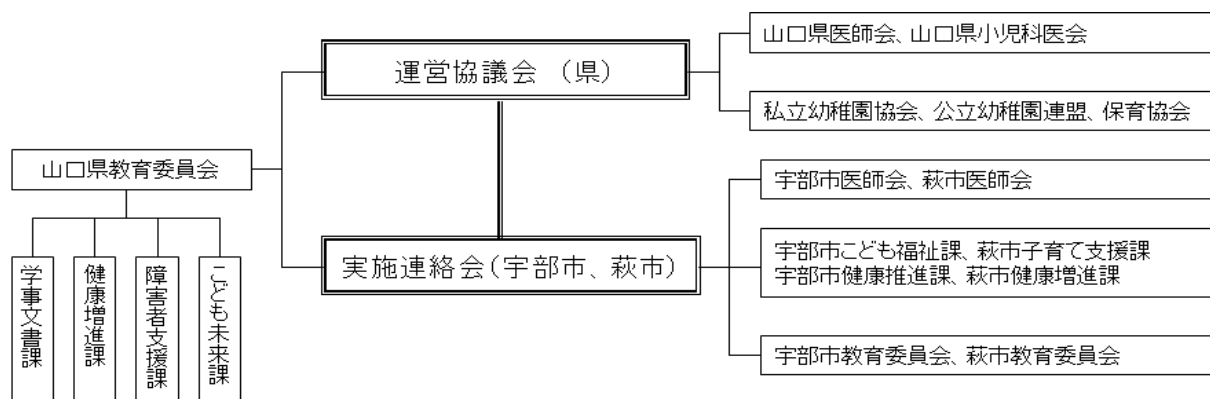 山口県医師会、山口県小児科医会
運営協議会 （県）
私立幼稚園協会、公立幼稚園連盟、保育協会
山口県教育委員会
宇部市医師会、萩市医師会
学事文書課
健康増進課
障害者支援課
こども未来課
実施連絡会（宇部市、萩市）
宇部市こども福祉課、萩市子育て支援課
宇部市健康推進課、萩市健康増進課
宇部市教育委員会、萩市教育委員会